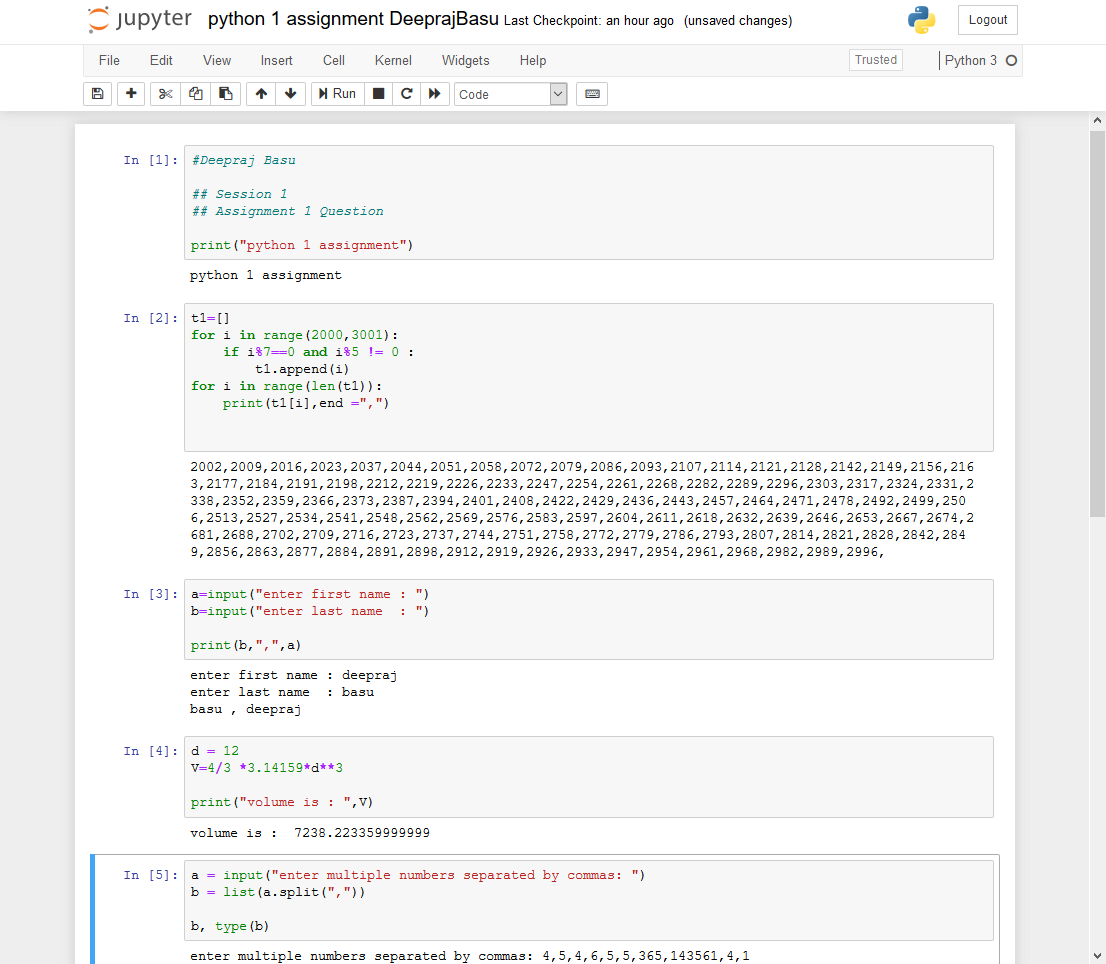 jupyter python 1 assignment DeeprajBasu Last Checkpoint: an hour ago (unsaved changes) Logout
File Edit View Insert Cell Kernel Widgets Help Trusted Python 3
Run Code
In [1]: #Deepraj Basu
## Session 1
## Assignment 1 Question
print("python 1 assignment")
python 1 assignment
In [2]: t1=[]
for i in range(2000,3001):
    if i%7==0 and i%5 != 0 :
        t1.append(i)
for i in range(len(t1)):
    print(t1[i],end =",")
2002,2009,2016,2023,2037,2044,2051,2058,2072,2079,2086,2093,2107,2114,2121,2128,2142,2149,2156,216
3,2177,2184,2191,2198,2212,2219,2226,2233,2247,2254,2261,2268,2282,2289,2296,2303,2317,2324,2331,2
338,2352,2359,2366,2373,2387,2394,2401,2408,2422,2429,2436,2443,2457,2464,2471,2478,2492,2499,250
6,2513,2527,2534,2541,2548,2562,2569,2576,2583,2597,2604,2611,2618,2632,2639,2646,2653,2667,2674,2
681,2688,2702,2709,2716,2723,2737,2744,2751,2758,2772,2779,2786,2793,2807,2814,2821,2828,2842,284
9,2856,2863,2877,2884,2891,2898,2912,2919,2926,2933,2947,2954,2961,2968,2982,2989,2996,
In [3]: a=input("enter first name : ")
b=input("enter last name  : ")
print(b,",",a)
enter first name : deepraj
enter last name  : basu
basu , deepraj
In [4]: d = 12
V=4/3 *3.14159*d**3
print("volume is : ",V)
volume is :  7238.223359999999
In [5]: a = input("enter multiple numbers separated by commas: ")
b = list(a.split(","))
b, type(b)
enter multiple numbers separated by commas: 4,5,4,6,5,5,365,143561,4,1